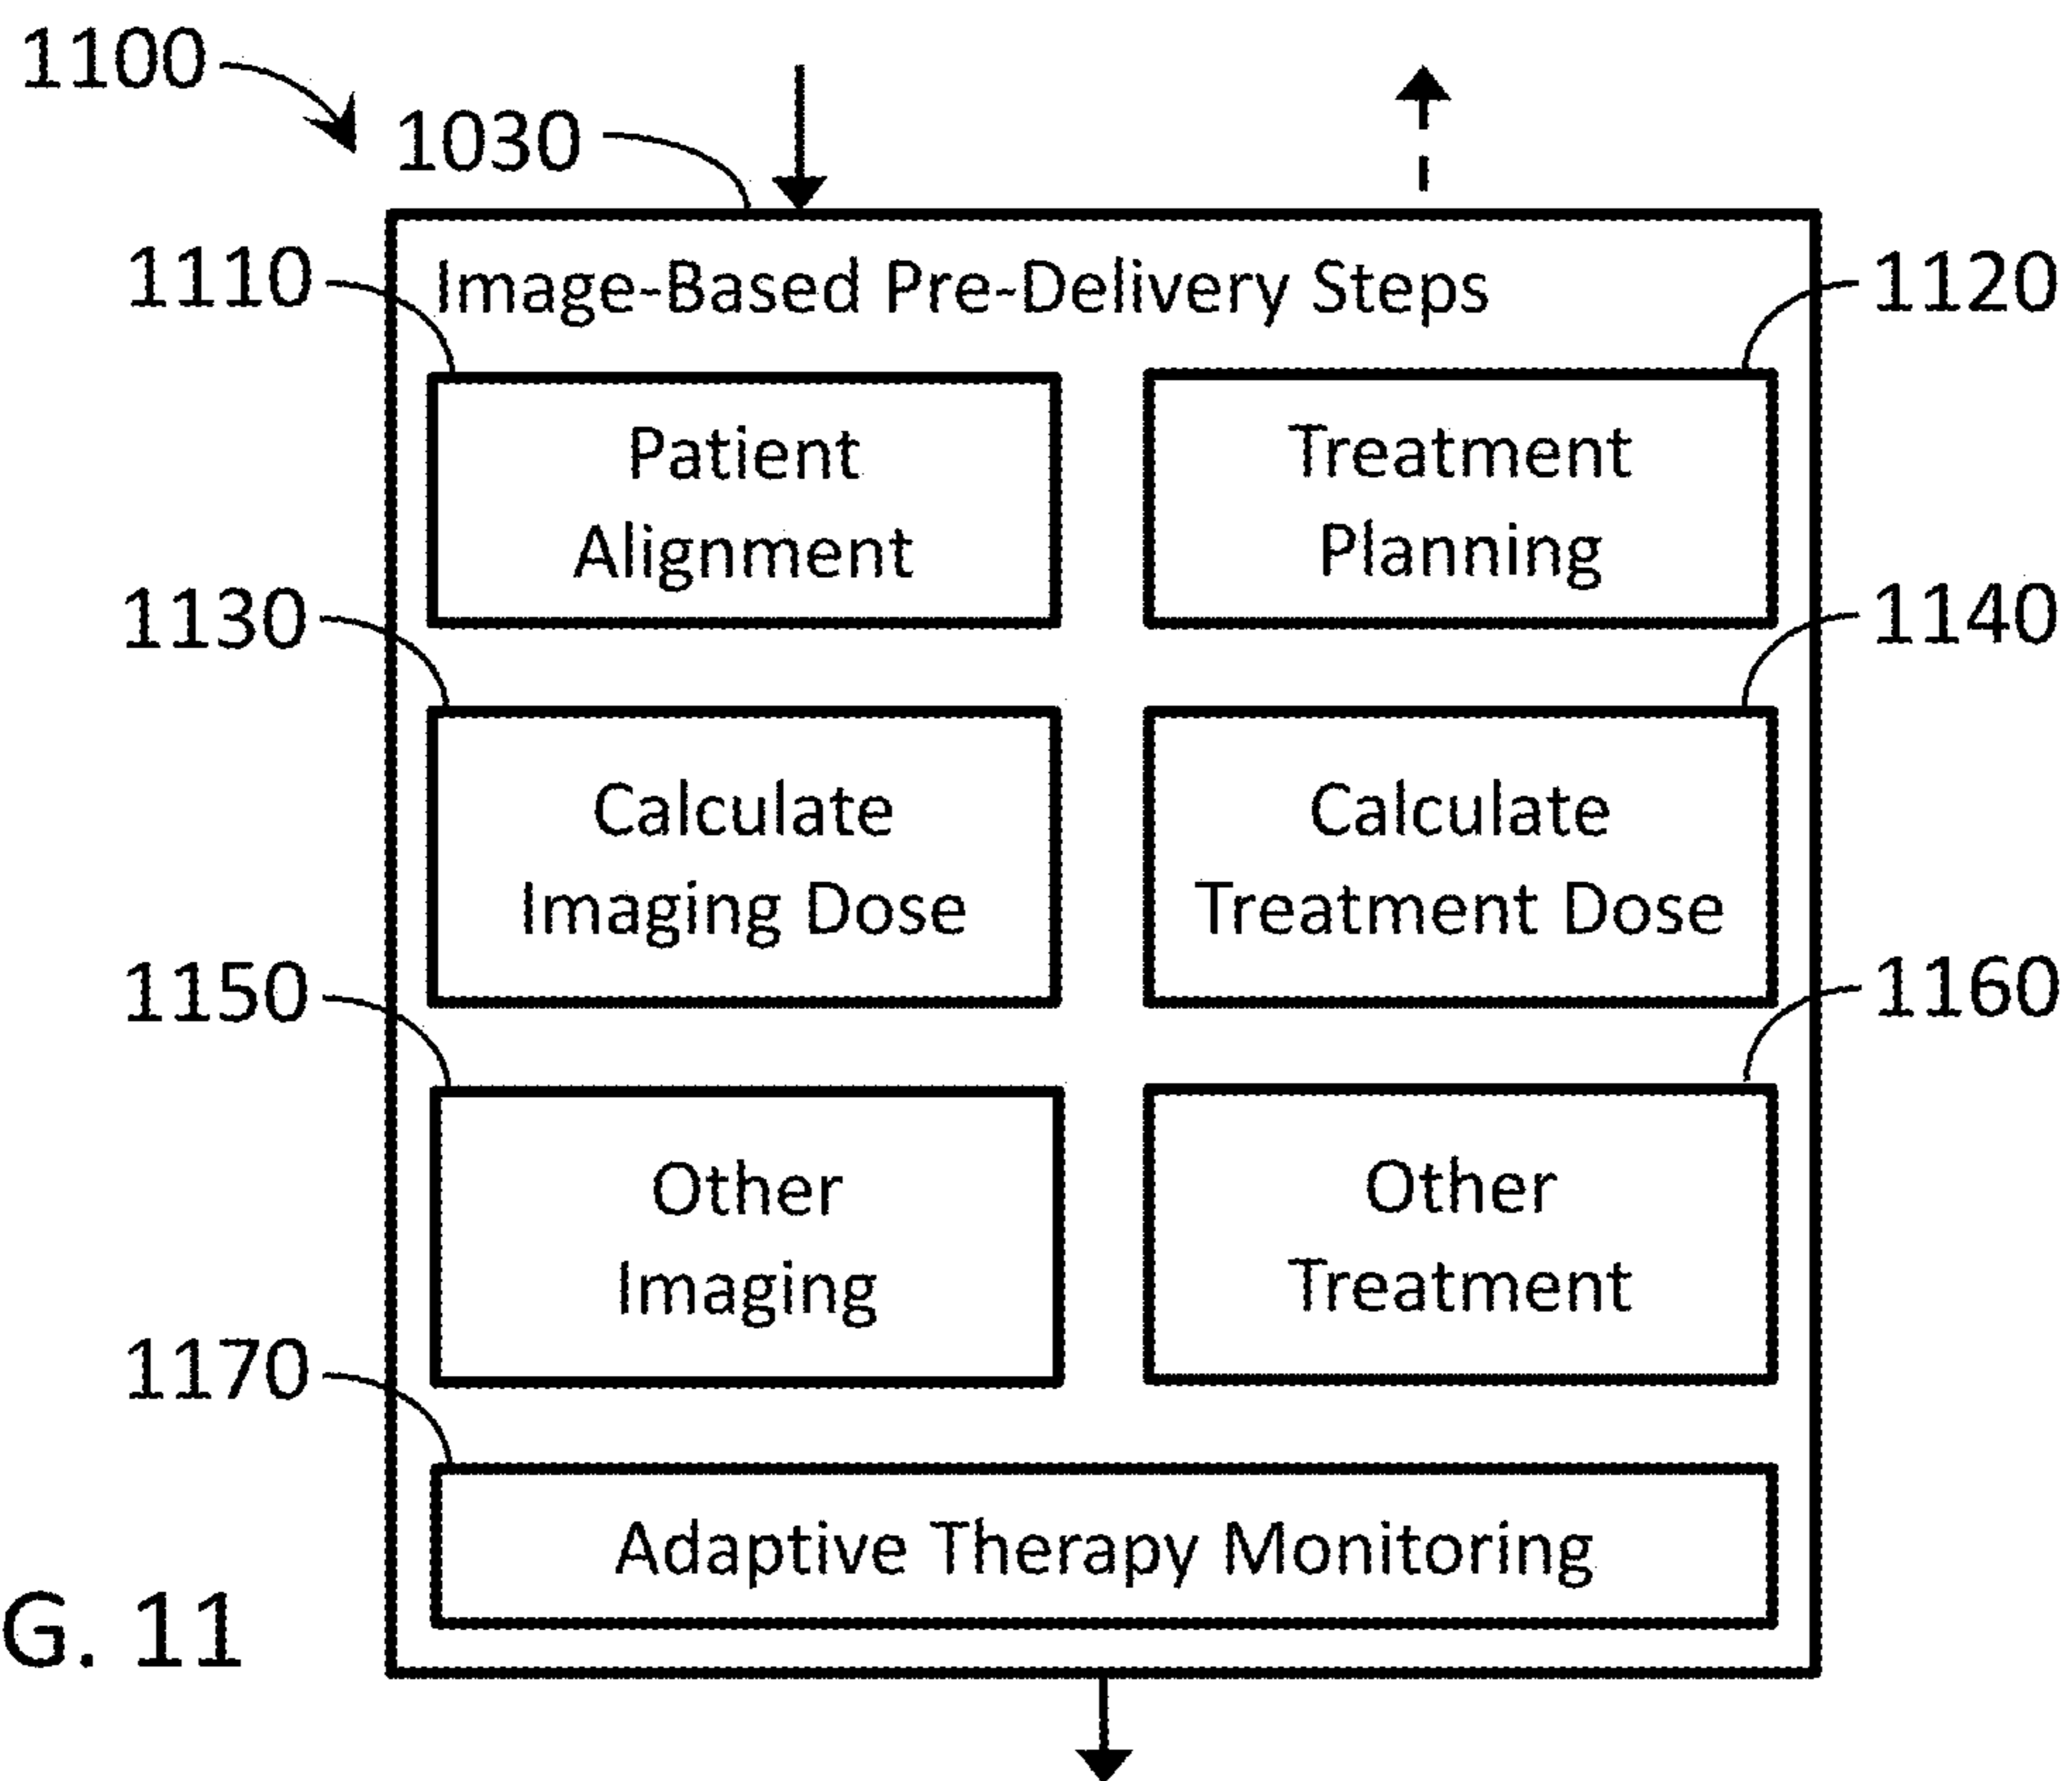 1100
1030
1110
Image-Based Pre-Delivery Steps
1120
Patient
Alignment
Treatment
Planning
1130
1140
Calculate
Imaging Dose
Calculate
Treatment Dose
1150
1160
Other
Imaging
Other
Treatment
1170
Adaptive Therapy Monitoring
G. 11